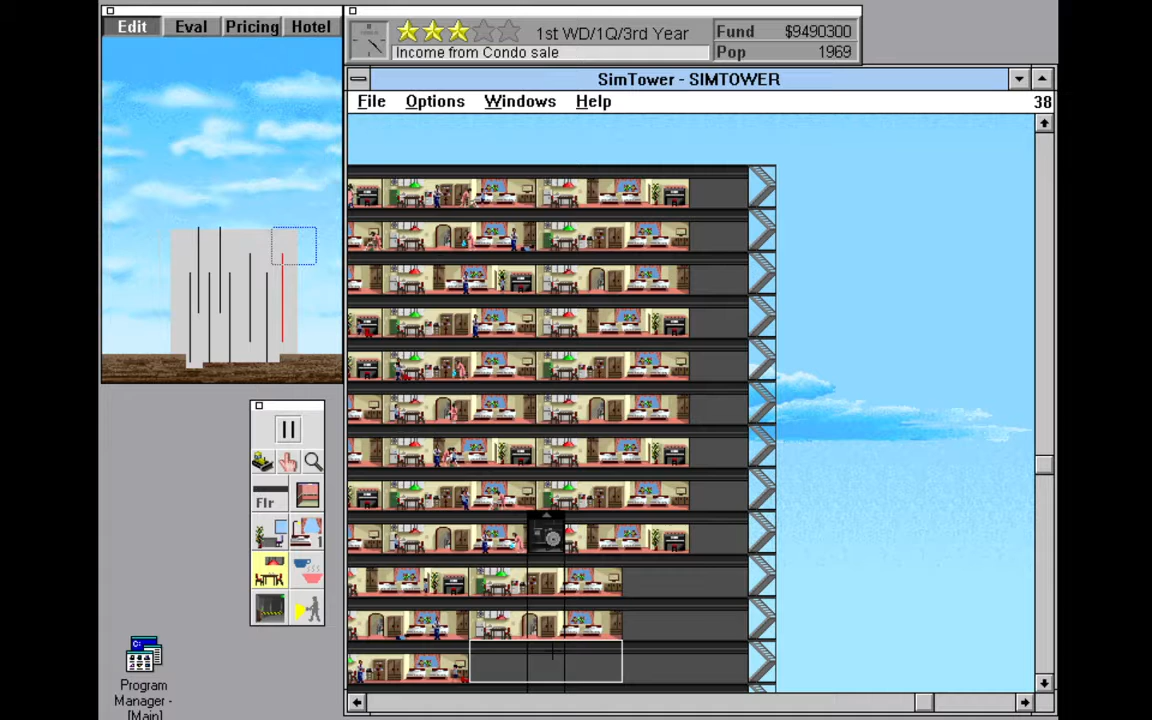 Edit Eval Pricing Hotel
1st WD/1Q/3rd Year
Income from Condo sale
Fund $9490300
Pop 1969
SimTower - SIMTOWER
File Options Windows Help
38
Flr
1
Program
Manager -
[Main]